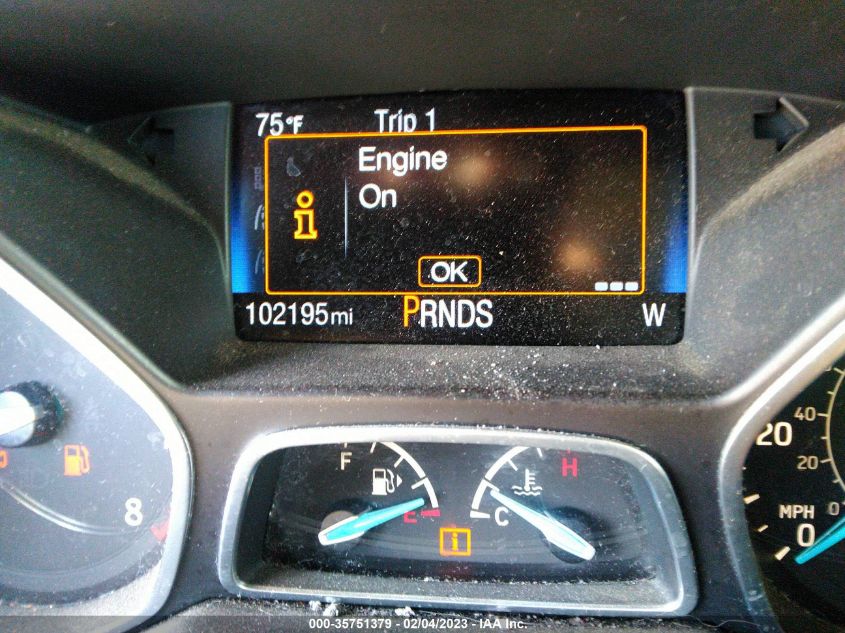 75°F Trip 1
Engine
On
i
OK
102195mi PRNDS W
F
H
E
C
i
8
40
20
20
MPH
0
0
000-35751379 - 02/04/2023 - IAA Inc.